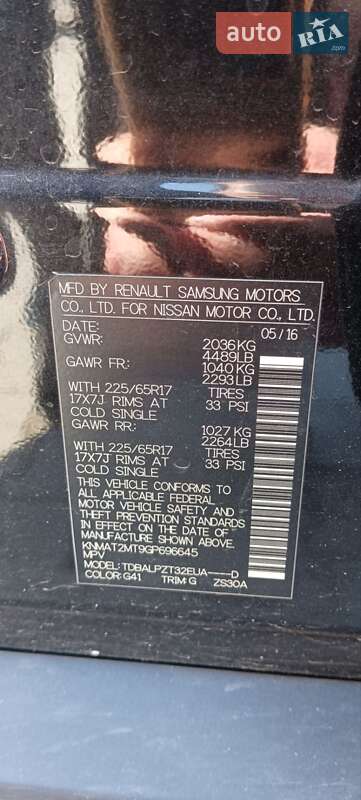 auto RIA
.com
MFD BY RENAULT SAMSUNG MOTORS
CO., LTD. FOR NISSAN MOTOR CO., LTD.
DATE: 05/16
GVWR: 2036KG
4489LB
GAWR FR: 1040KG
2293LB
WITH 225/65R17 TIRES
17X7J RIMS AT 33 PSI
COLD SINGLE
GAWR RR: 1027KG
2264LB
WITH 225/65R17 TIRES
17X7J RIMS AT 33 PSI
COLD SINGLE
THIS VEHICLE CONFORMS TO
ALL APPLICABLE FEDERAL
MOTOR VEHICLE SAFETY AND
THEFT PREVENTION STANDARDS
IN EFFECT ON THE DATE OF
MANUFACTURE SHOWN ABOVE.
KNMAT2MT9GP696645
MPV
MODEL: TDBALPZT32EUA----D
COLOR: G41 TRIM: G ZS30A